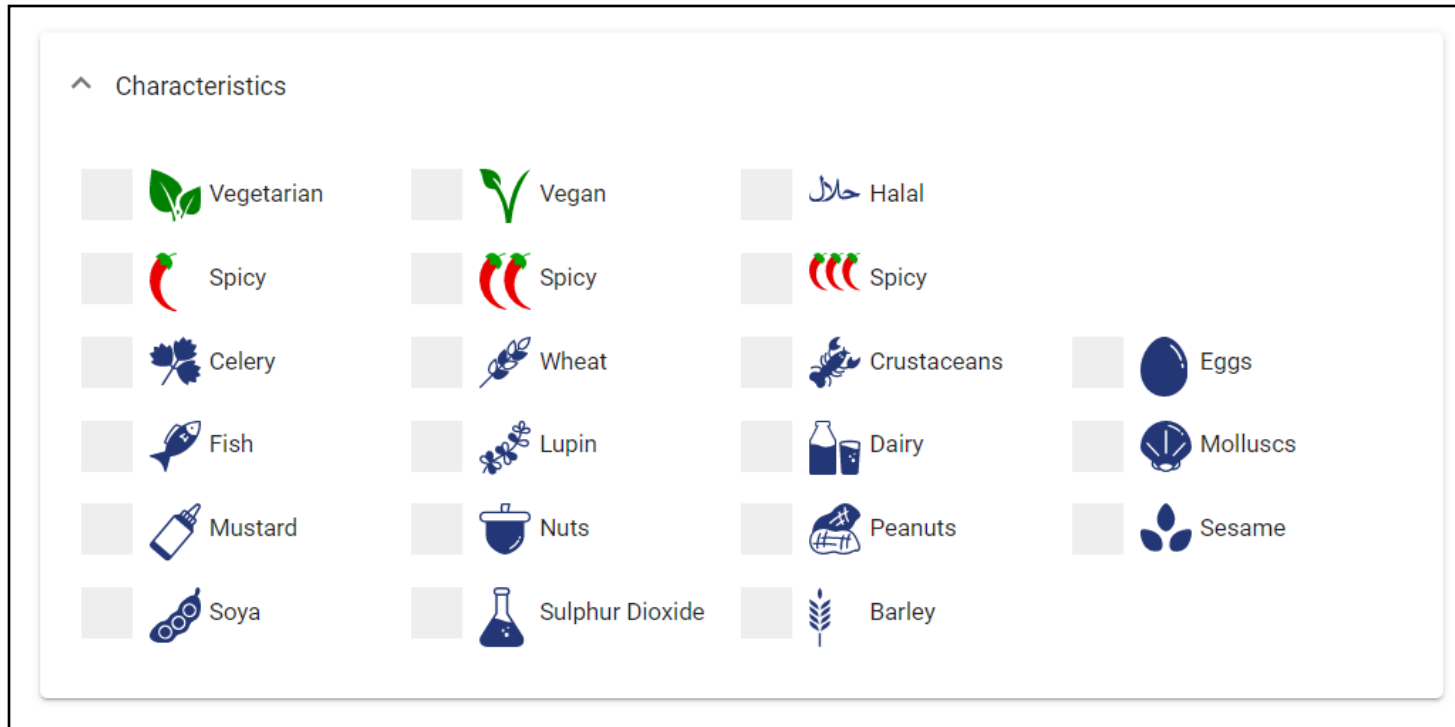 Characteristics
Vegetarian Vegan حلال Halal
Spicy Spicy Spicy
Celery Wheat Crustaceans Eggs
Fish Lupin Dairy Molluscs
Mustard Nuts Peanuts Sesame
Soya Sulphur Dioxide Barley